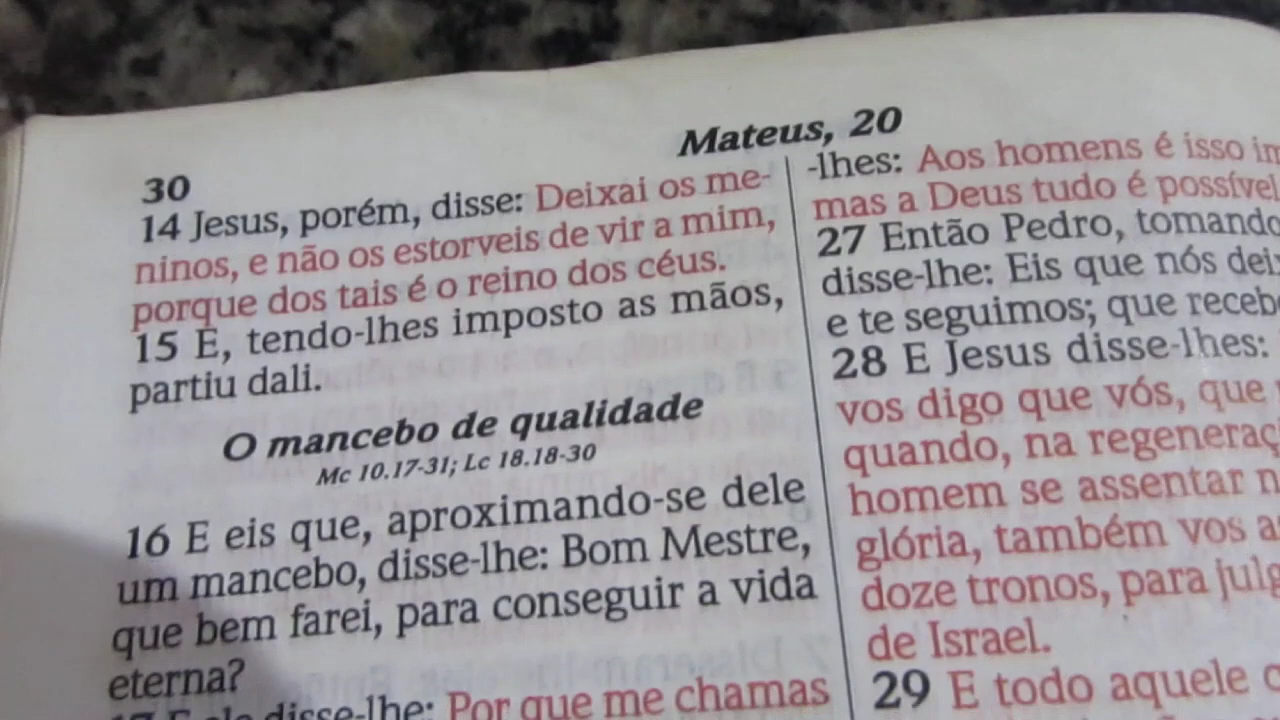 Mateus, 20
30
14 Jesus, porém, disse: Deixai os me-
ninos, e não os estorveis de vir a mim,
porque dos tais é o reino dos céus.
15 E, tendo-lhes imposto as mãos,
partiu dali.
O mancebo de qualidade
Mc 10.17-31; Lc 18.18-30
16 E eis que, aproximando-se dele
um mancebo, disse-lhe: Bom Mestre,
que bem farei, para conseguir a vida
eterna?
disse-lhe: Por que me chamas
-lhes: Aos homens é isso
mas a Deus tudo é possível
27 Então Pedro, tomando
disse-lhe: Eis que nós
e te seguimos; que
28 E Jesus disse-lhes:
vos digo que vós, que
quando, na
homem se assentar
glória, também vos
doze tronos, para
de Israel.
29 E todo aquele